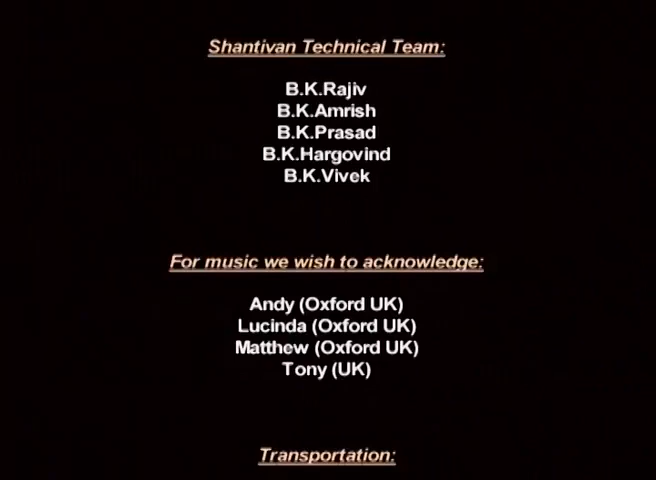 Shantivan Technical Team:
B.K.Rajiv
B.K.Amrish
B.K.Prasad
B.K.Hargovind
B.K.Vivek
For music we wish to acknowledge:
Andy (Oxford UK)
Lucinda (Oxford UK)
Matthew (Oxford UK)
Tony (UK)
Transportation: